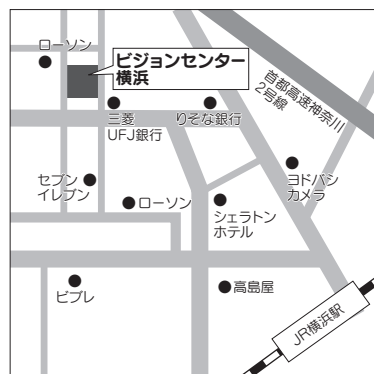 ローソン
ビジョンセンター
横浜
首都高速神奈川
2号線
三菱
UFJ銀行
りそな銀行
セブン
イレブン
ローソン
シェラトン
ホテル
ヨドバシ
カメラ
ビブレ
高島屋
JR横浜駅